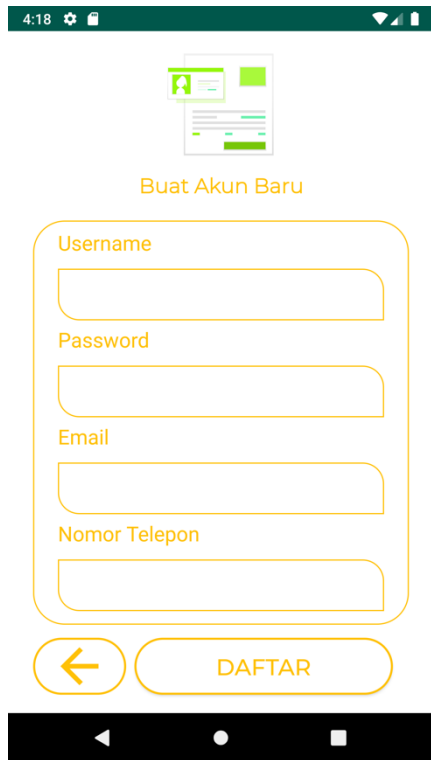 4:18
Buat Akun Baru
Username
Password
Email
Nomor Telepon
DAFTAR